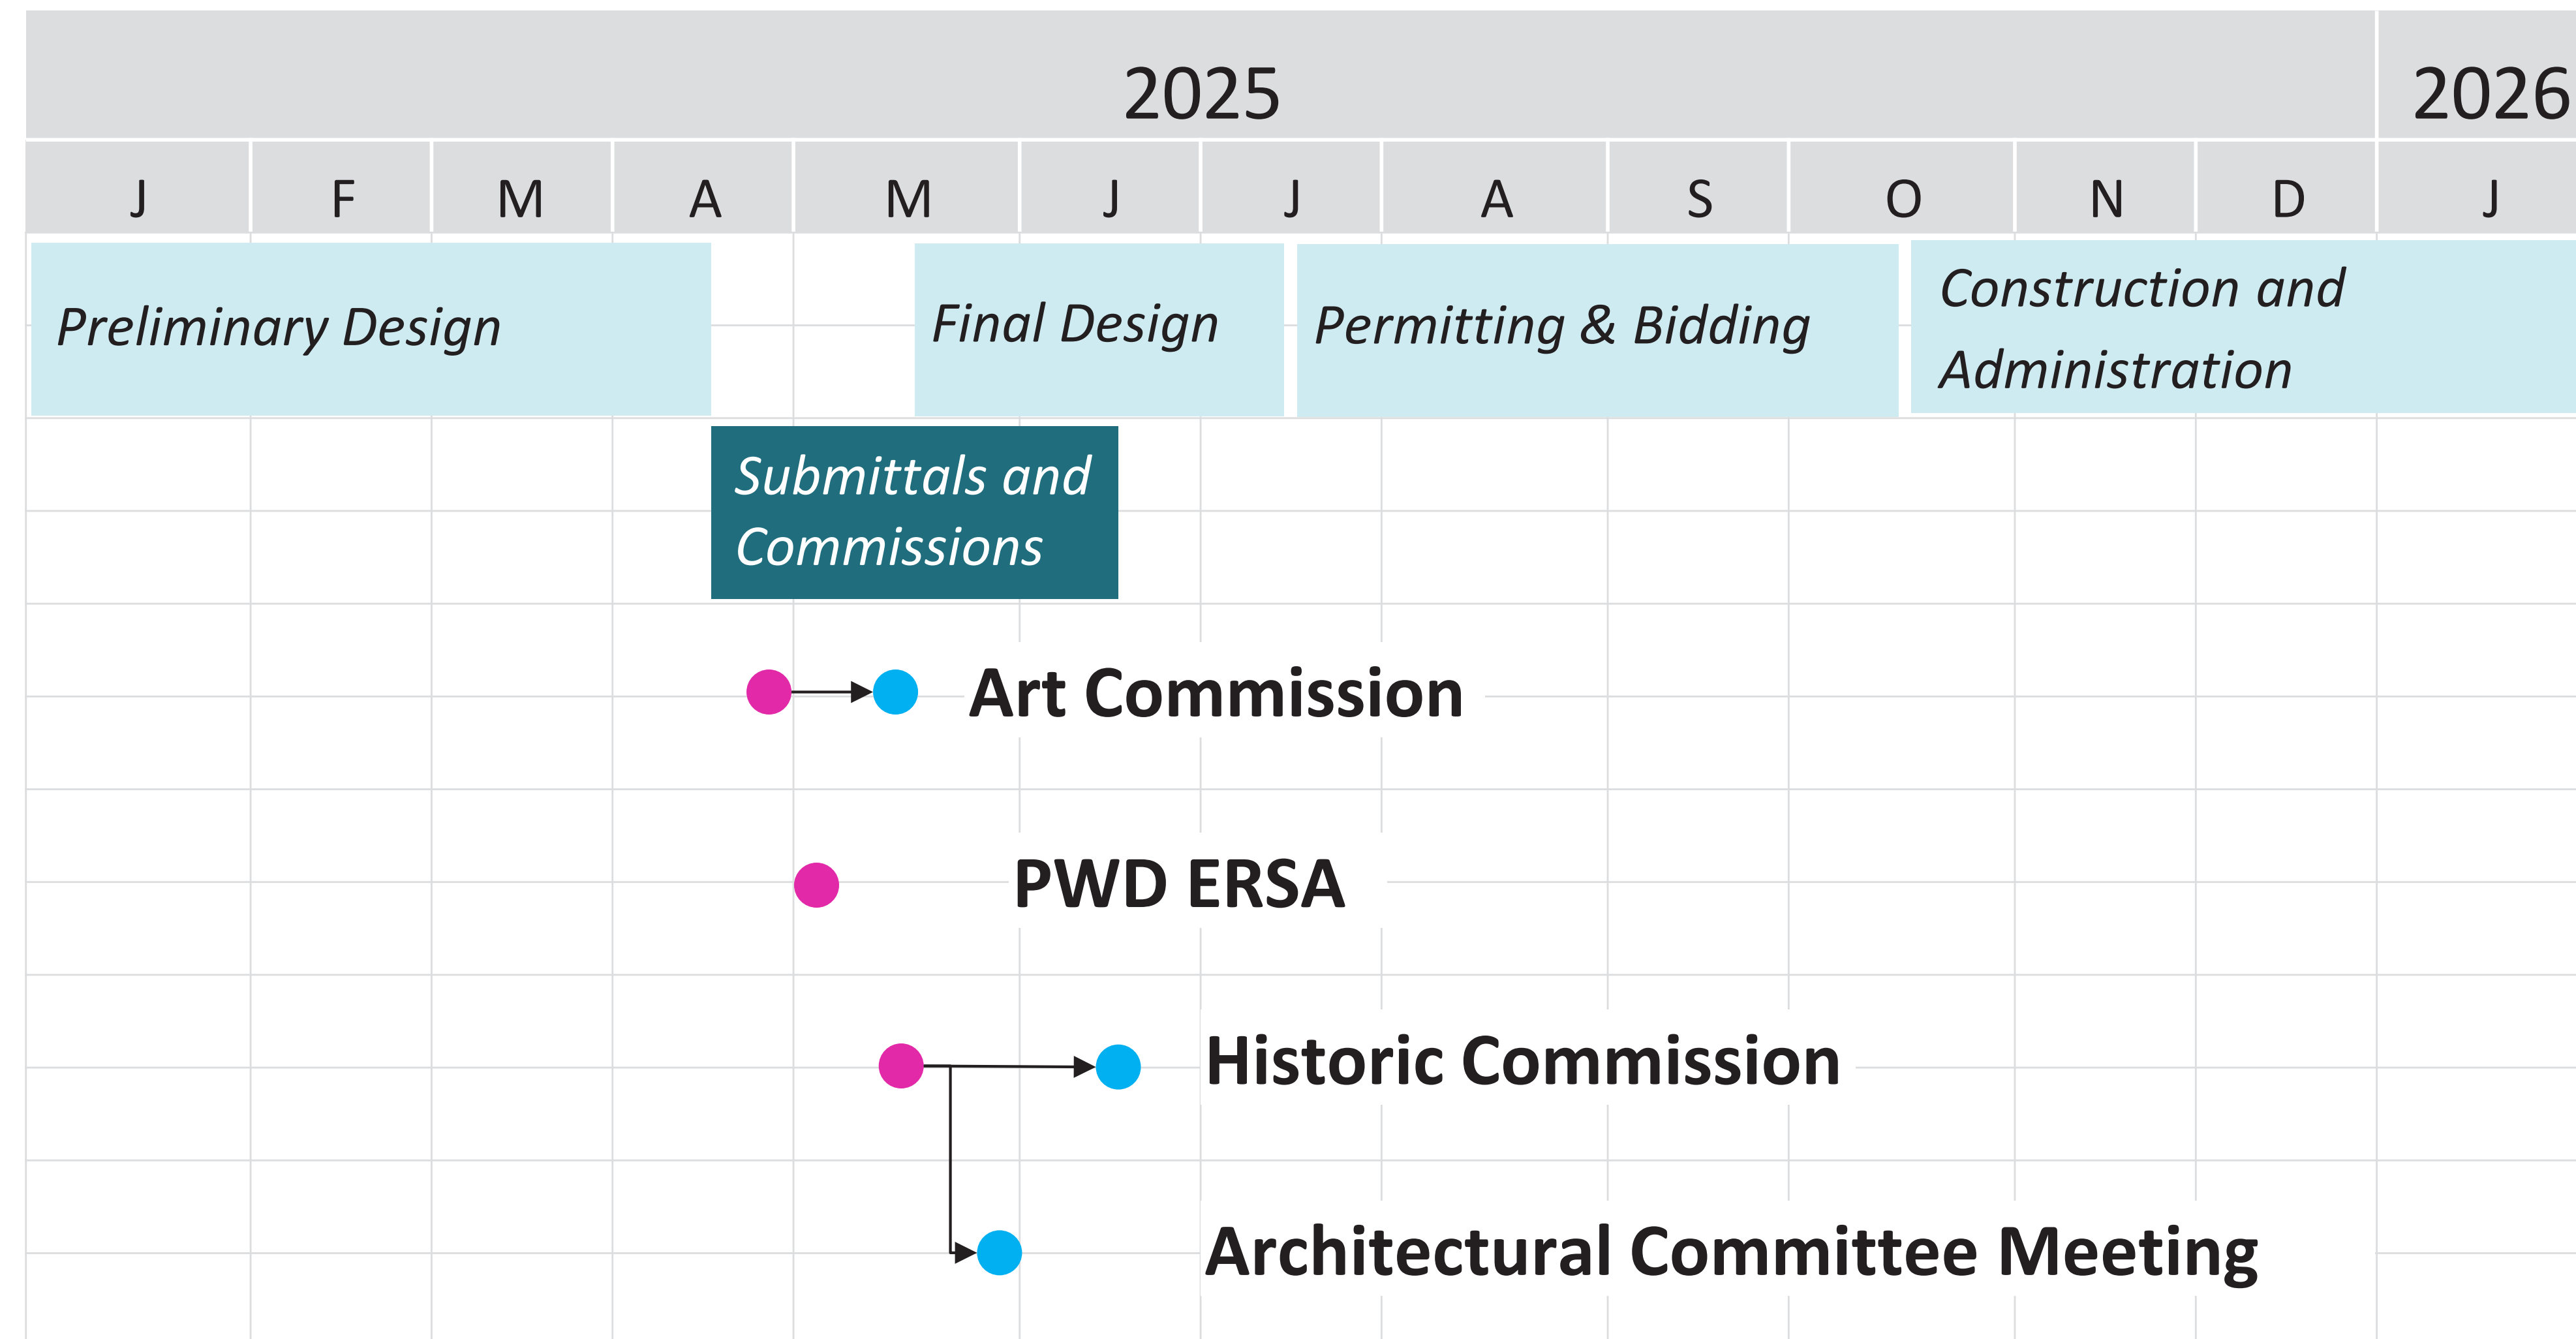 2025 2026
J F M A M J J A S O N D J
Preliminary Design
Final Design
Permitting & Bidding
Construction and
Administration
Submittals and
Commissions
Art Commission
PWD ERSA
Historic Commission
Architectural Committee Meeting